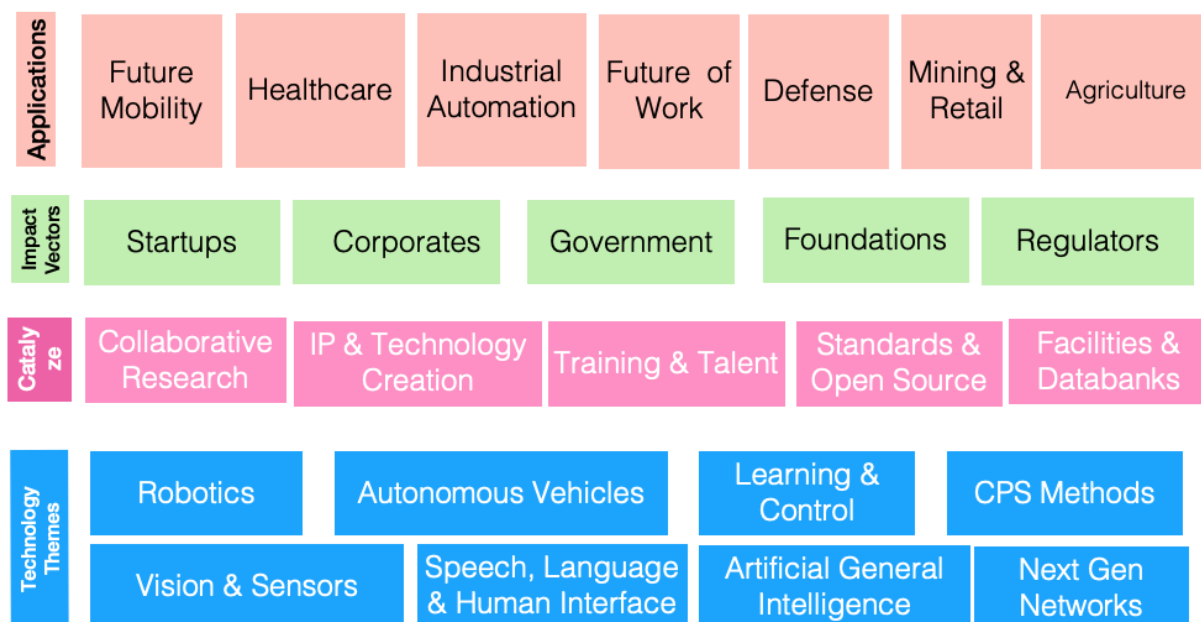 Applications
Future
Mobility
Healthcare
Industrial
Automation
Future of
Work
Defense
Mining &
Retail
Agriculture
Impact
Vectors
Startups
Corporates
Government
Foundations
Regulators
Cataly
ze
Collaborative
Research
IP & Technology
Creation
Training & Talent
Standards &
Open Source
Facilities &
Databanks
Technology
Themes
Robotics
Autonomous Vehicles
Learning &
Control
CPS Methods
Vision & Sensors
Speech, Language
& Human Interface
Artificial General
Intelligence
Next Gen
Networks